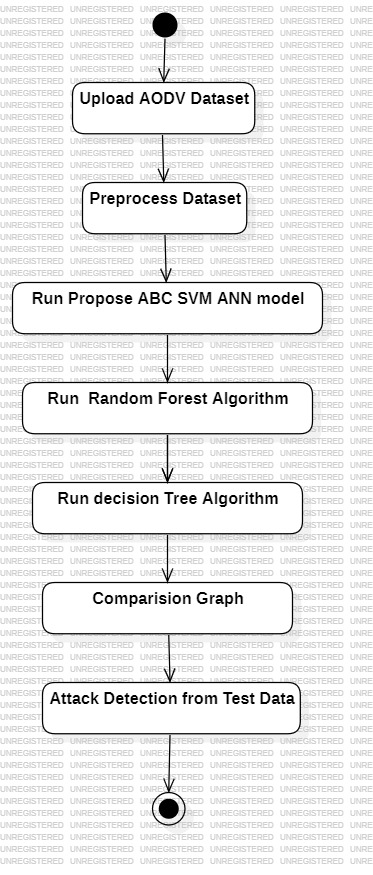 Upload AODV Dataset
Preprocess Dataset
Run Propose ABC SVM ANN model
Run  Random Forest Algorithm
Run decision Tree Algorithm
Comparision Graph
Attack Detection from Test Data
UNREGISTERED